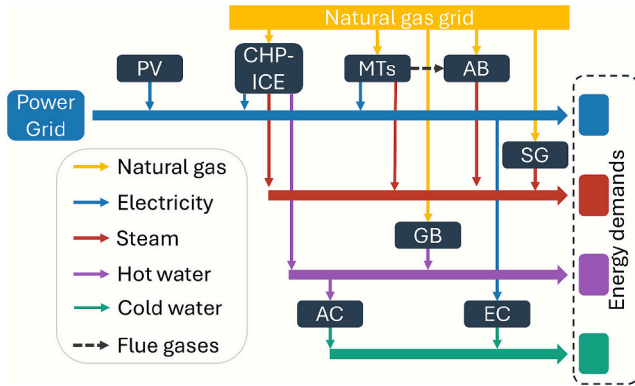 Natural gas grid
PV
CHP-
ICE
MTs
AB
Power
Grid
SG
Natural gas
Electricity
Steam
Hot water
Cold water
Flue gases
GB
AC
EC
Energy demands